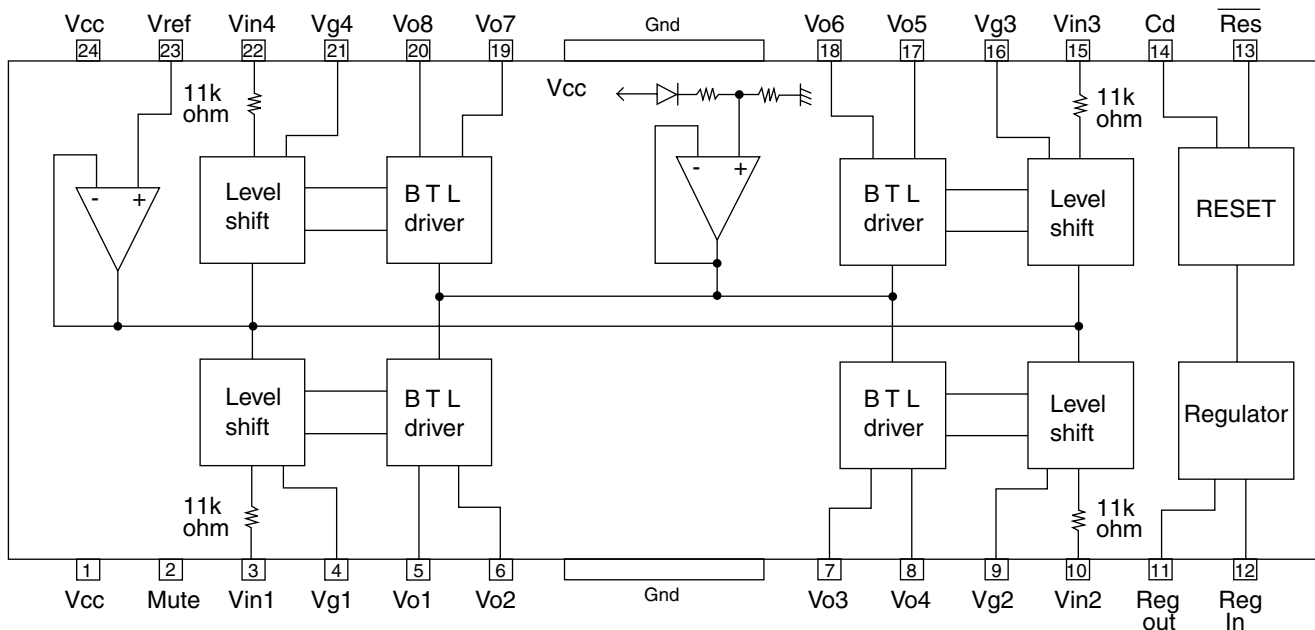 Vcc Vref Vin4 Vg4 Vo8 Vo7 Gnd Vo6 Vo5 Vg3 Vin3 Cd Res
24 23 22 21 20 19 18 17 16 15 14 13
11k
ohm
Vcc
11k
ohm
- +
Level
shift
B T L
driver
- +
B T L
driver
Level
shift
RESET
Level
shift
B T L
driver
B T L
driver
Level
shift
Regulator
11k
ohm
11k
ohm
1 2 3 4 5 6 7 8 9 10 11 12
Vcc Mute Vin1 Vg1 Vo1 Vo2 Gnd Vo3 Vo4 Vg2 Vin2 Reg
out
Reg
In